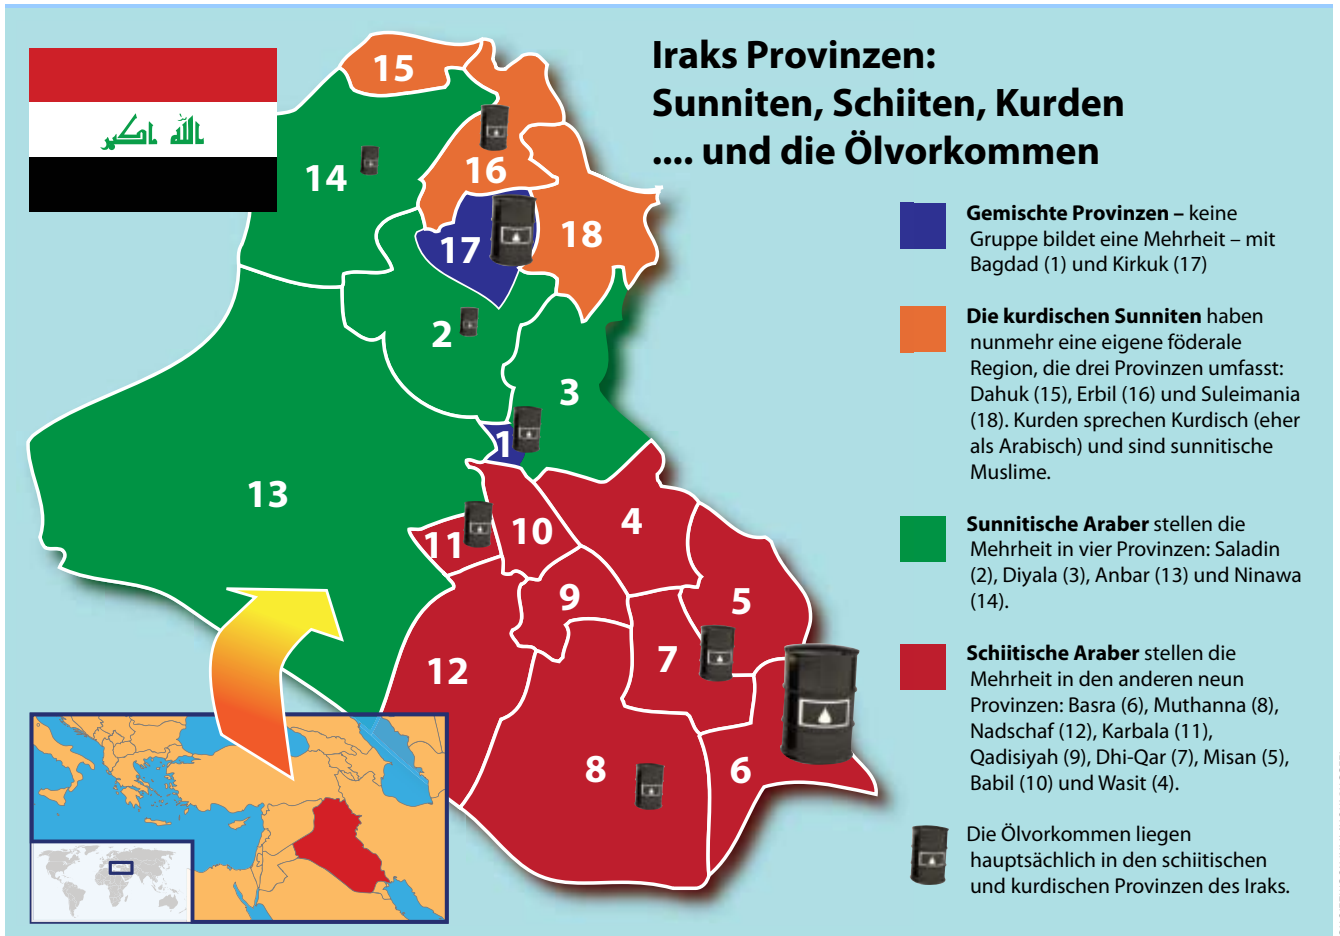 Iraks Provinzen:
Sunniten, Schiiten, Kurden
.... und die Ölvorkommen
الله اكبر
15
14
16
17
18
2
3
1
13
11
10
4
9
5
12
7
8
6
Gemischte Provinzen – keine
Gruppe bildet eine Mehrheit – mit
Bagdad (1) und Kirkuk (17)
Die kurdischen Sunniten haben
nunmehr eine eigene föderale
Region, die drei Provinzen umfasst:
Dahuk (15), Erbil (16) und Suleimania
(18). Kurden sprechen Kurdisch (eher
als Arabisch) und sind sunnitische
Muslime.
Sunnitische Araber stellen die
Mehrheit in vier Provinzen: Saladin
(2), Diyala (3), Anbar (13) und Ninawa
(14).
Schiitische Araber stellen die
Mehrheit in den anderen neun
Provinzen: Basra (6), Muthanna (8),
Nadschaf (12), Karbala (11),
Qadisiyah (9), Dhi-Qar (7), Misan (5),
Babil (10) und Wasit (4).
Die Ölvorkommen liegen
hauptsächlich in den schiitischen
und kurdischen Provinzen des Iraks.